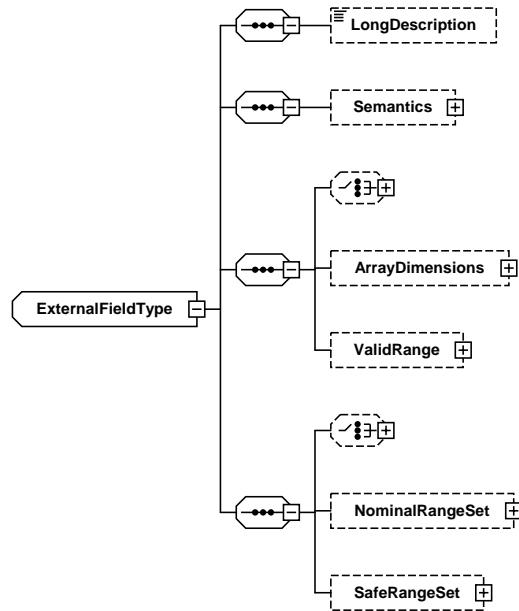 LongDescription
Semantics
ArrayDimensions
ExternalFieldType
ValidRange
NominalRangeSet
SafeRangeSet